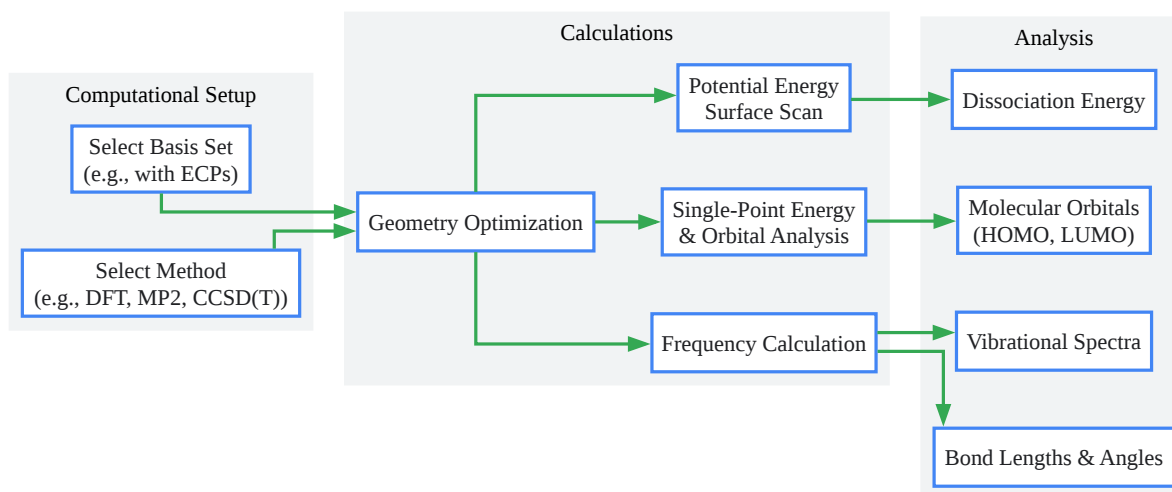 Computational Setup
Select Basis Set
(e.g., with ECPs)
Select Method
(e.g., DFT, MP2, CCSD(T))
Calculations
Geometry Optimization
Potential Energy
Surface Scan
Single-Point Energy
& Orbital Analysis
Frequency Calculation
Analysis
Dissociation Energy
Molecular Orbitals
(HOMO, LUMO)
Vibrational Spectra
Bond Lengths & Angles